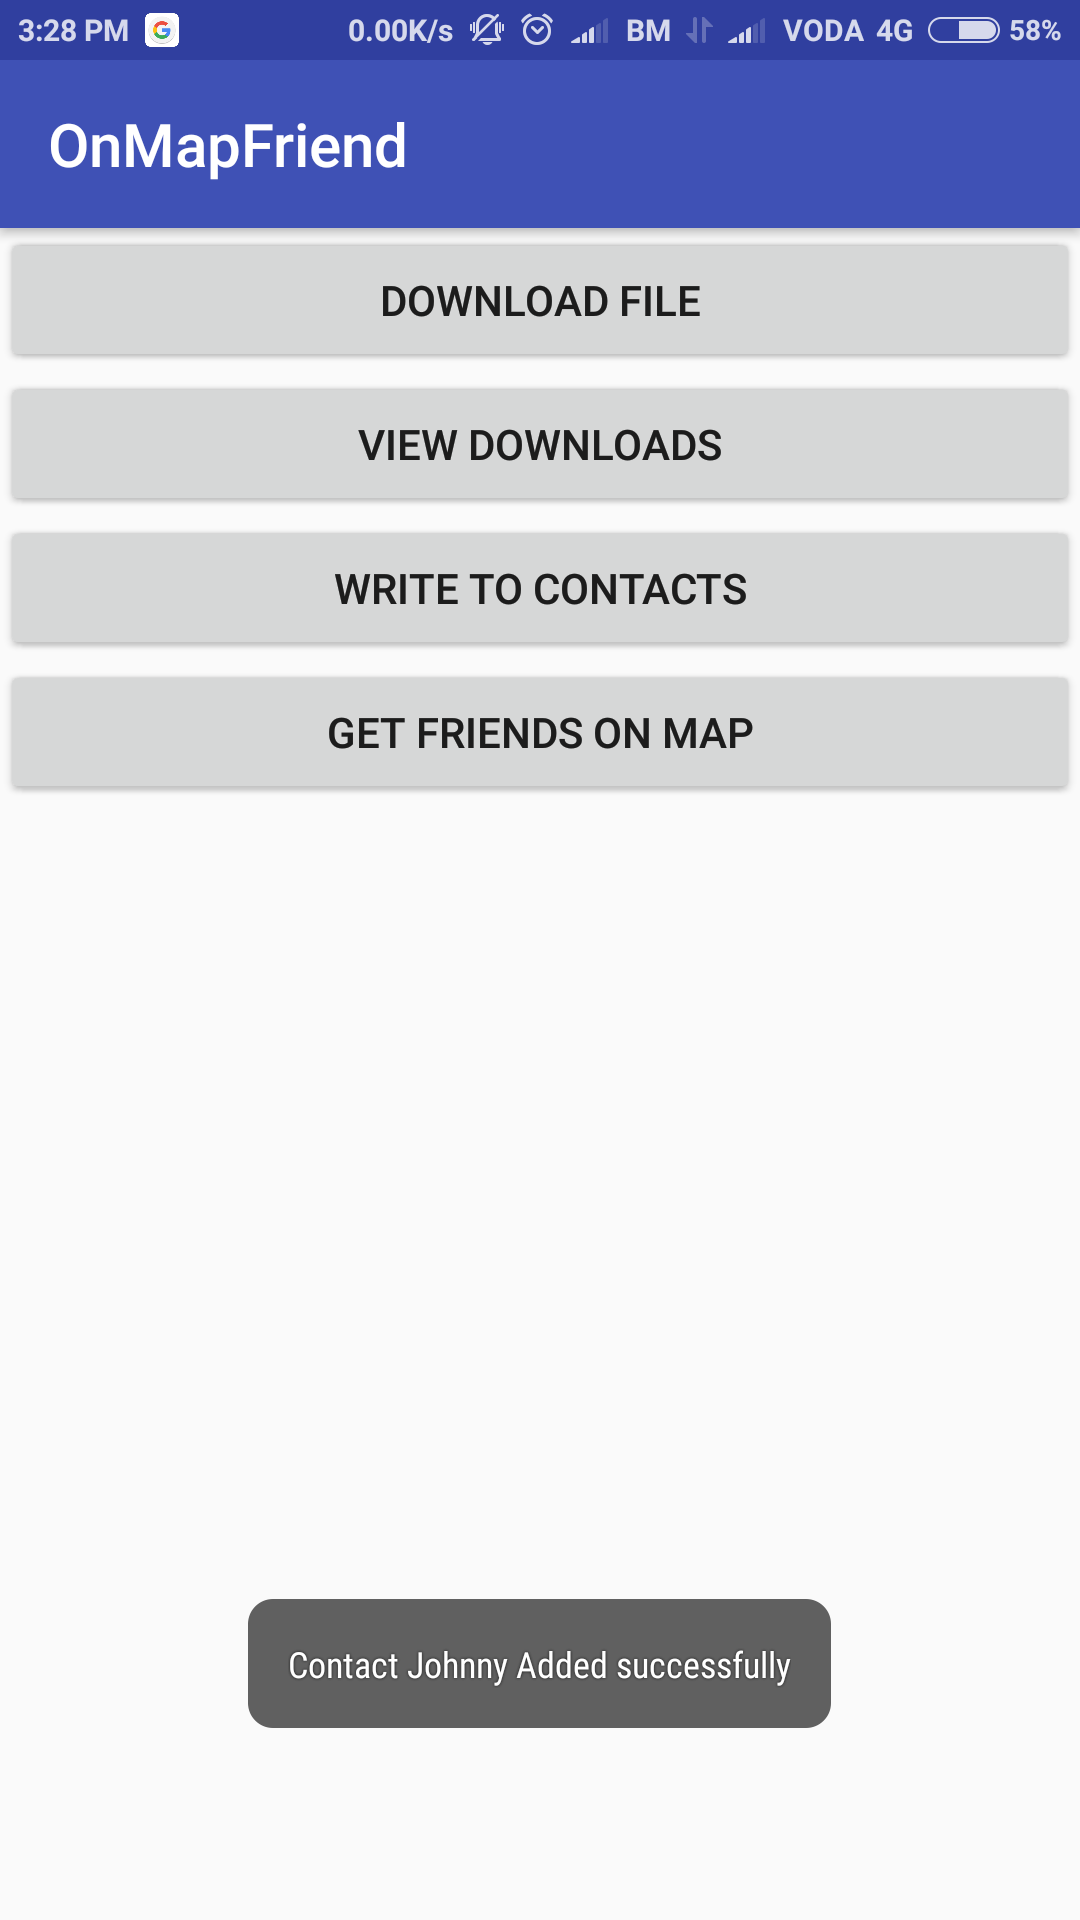 3:28 PM 0.00K/s BM VODA 4G 58%
OnMapFriend
DOWNLOAD FILE
VIEW DOWNLOADS
WRITE TO CONTACTS
GET FRIENDS ON MAP
Contact Johnny Added successfully